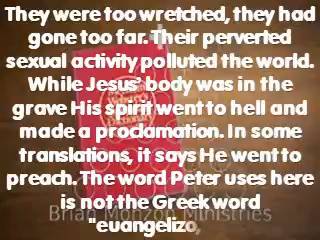 They were too wretched, they had
gone too far. Their perverted
sexual activity polluted the world.
While Jesus' body was in the
grave His spirit went to hell and
made a proclamation. In some
translations, it says He went to
preach. The word Peter uses here
is not the Greek word
Brian Monzon Ministries
"euangelizo,